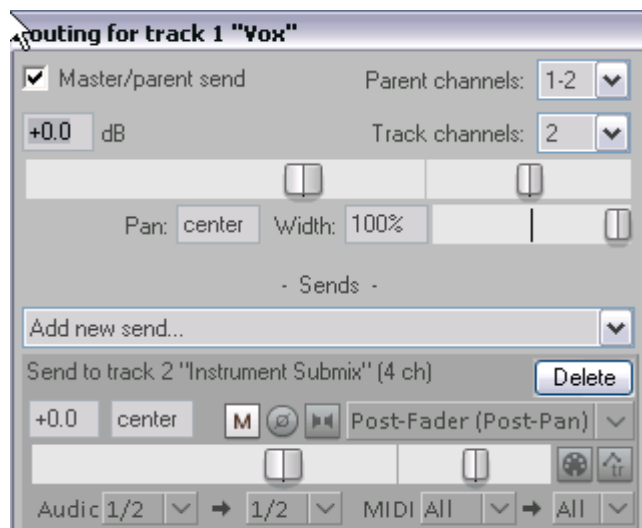 outing for track 1 "Vox"
Master/parent send Parent channels: 1-2
+0.0 dB Track channels: 2
Pan: center Width: 100%
- Sends -
Add new send...
Send to track 2 "Instrument Submix" (4 ch) Delete
+0.0 center M Post-Fader (Post-Pan)
tr
Audic 1/2 1/2 MIDI All All